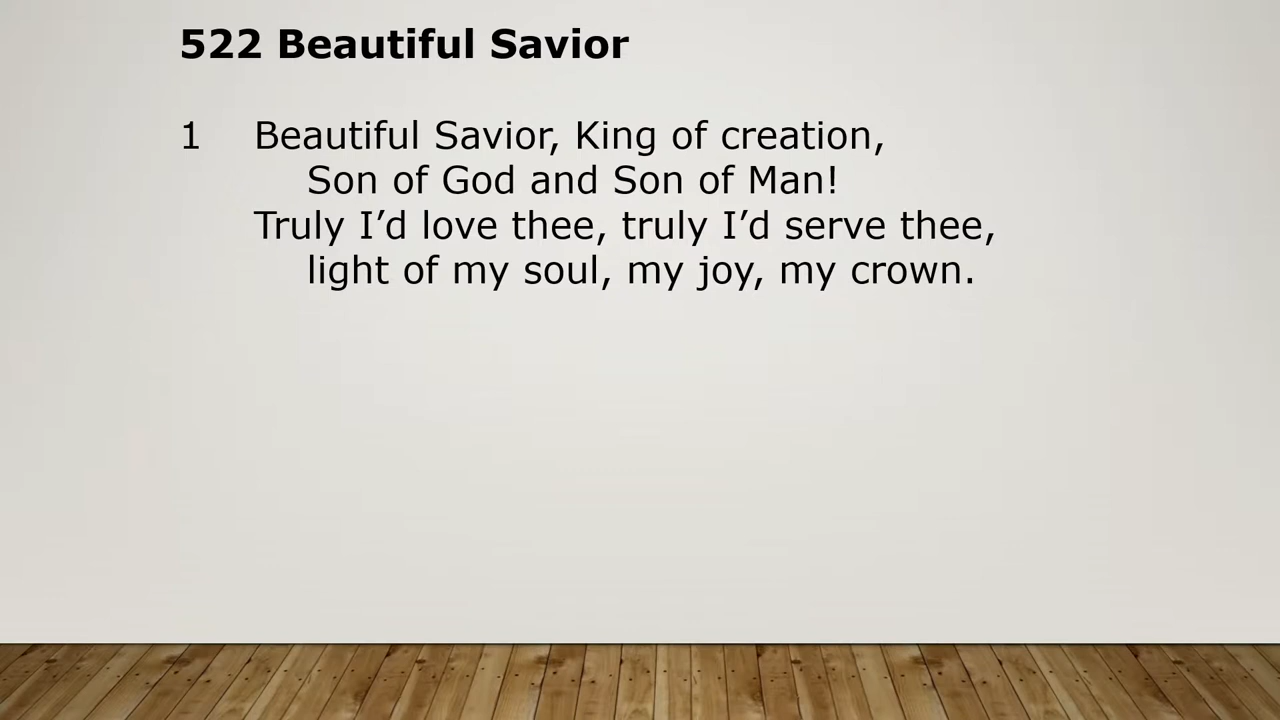 522 Beautiful Savior
1 Beautiful Savior, King of creation,
Son of God and Son of Man!
Truly I’d love thee, truly I’d serve thee,
light of my soul, my joy, my crown.